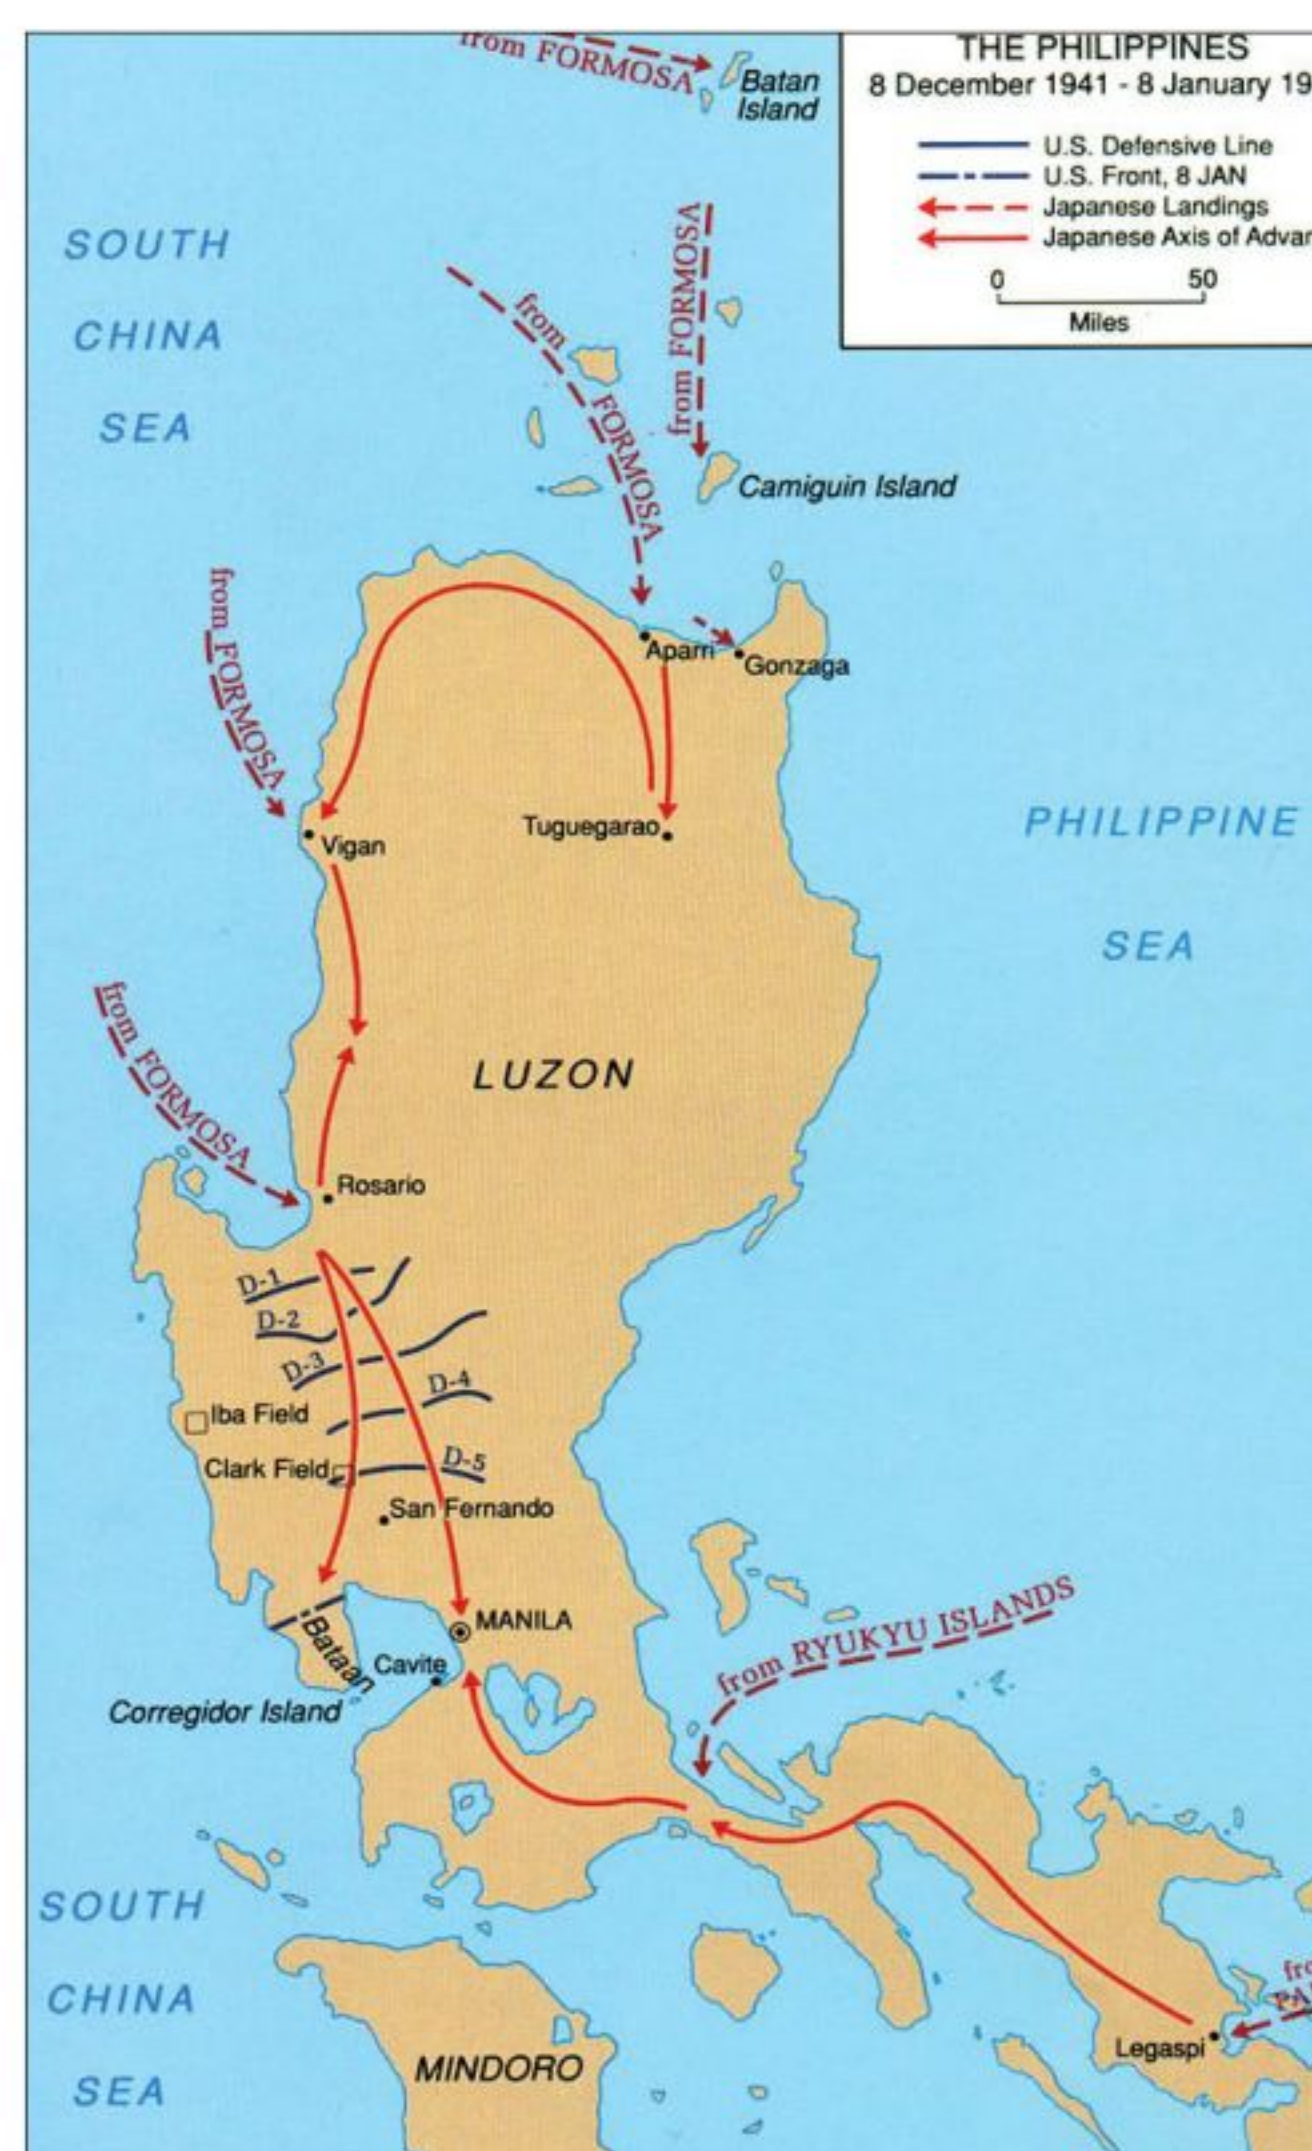 from FORMOSA
Batan
Island
THE PHILIPPINES
8 December 1941 - 8 January 19
U.S. Defensive Line
U.S. Front, 8 JAN
Japanese Landings
Japanese Axis of Advan
0 50
Miles
SOUTH
CHINA
SEA
from FORMOSA
from FORMOSA
Camiguin Island
from FORMOSA
Aparri
Gonzaga
Vigan
Tuguegarao
PHILIPPINE
SEA
from FORMOSA
LUZON
Rosario
D-1
D-2
D-3
D-4
Iba Field
Clark Field
D-5
San Fernando
MANILA
Bataan
Cavite
Corregidor Island
from RYUKYU ISLANDS
SOUTH
CHINA
SEA
MINDORO
Legaspi